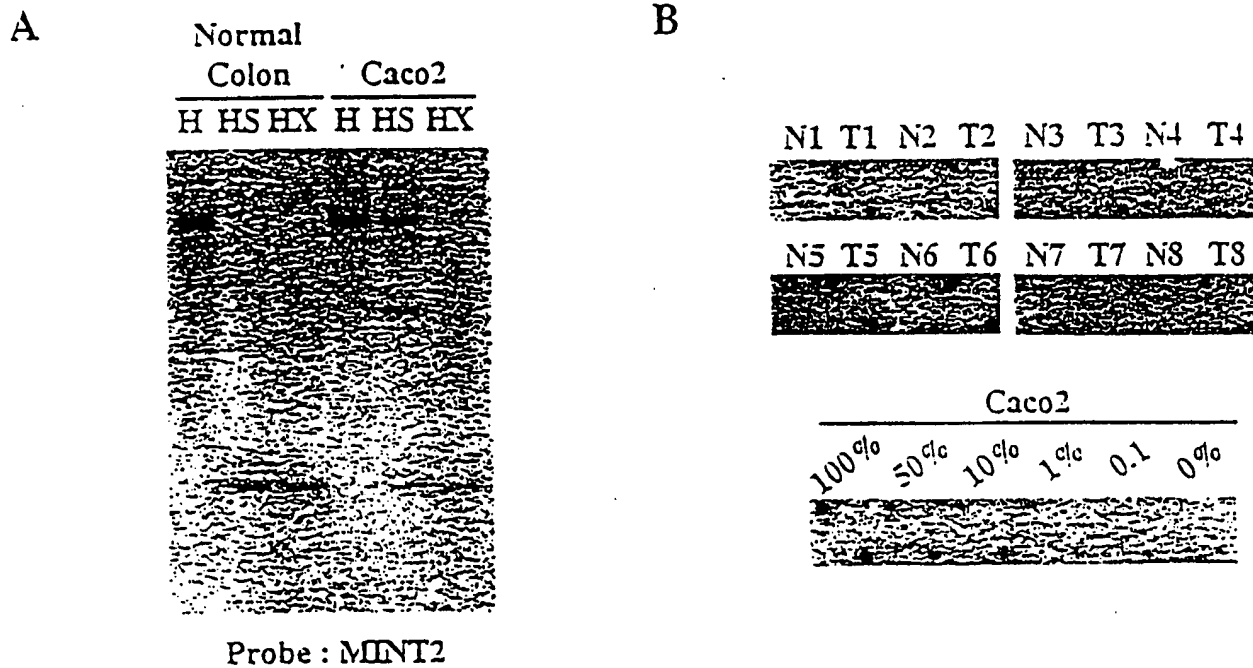 A
Normal
Colon
Caco2
H HS HX H HS HX
Probe : MINT2
B
N1 T1 N2 T2 N3 T3 N4 T4
N5 T5 N6 T6 N7 T7 N8 T8
Caco2
100% 50% 10% 1% 0.1 0%